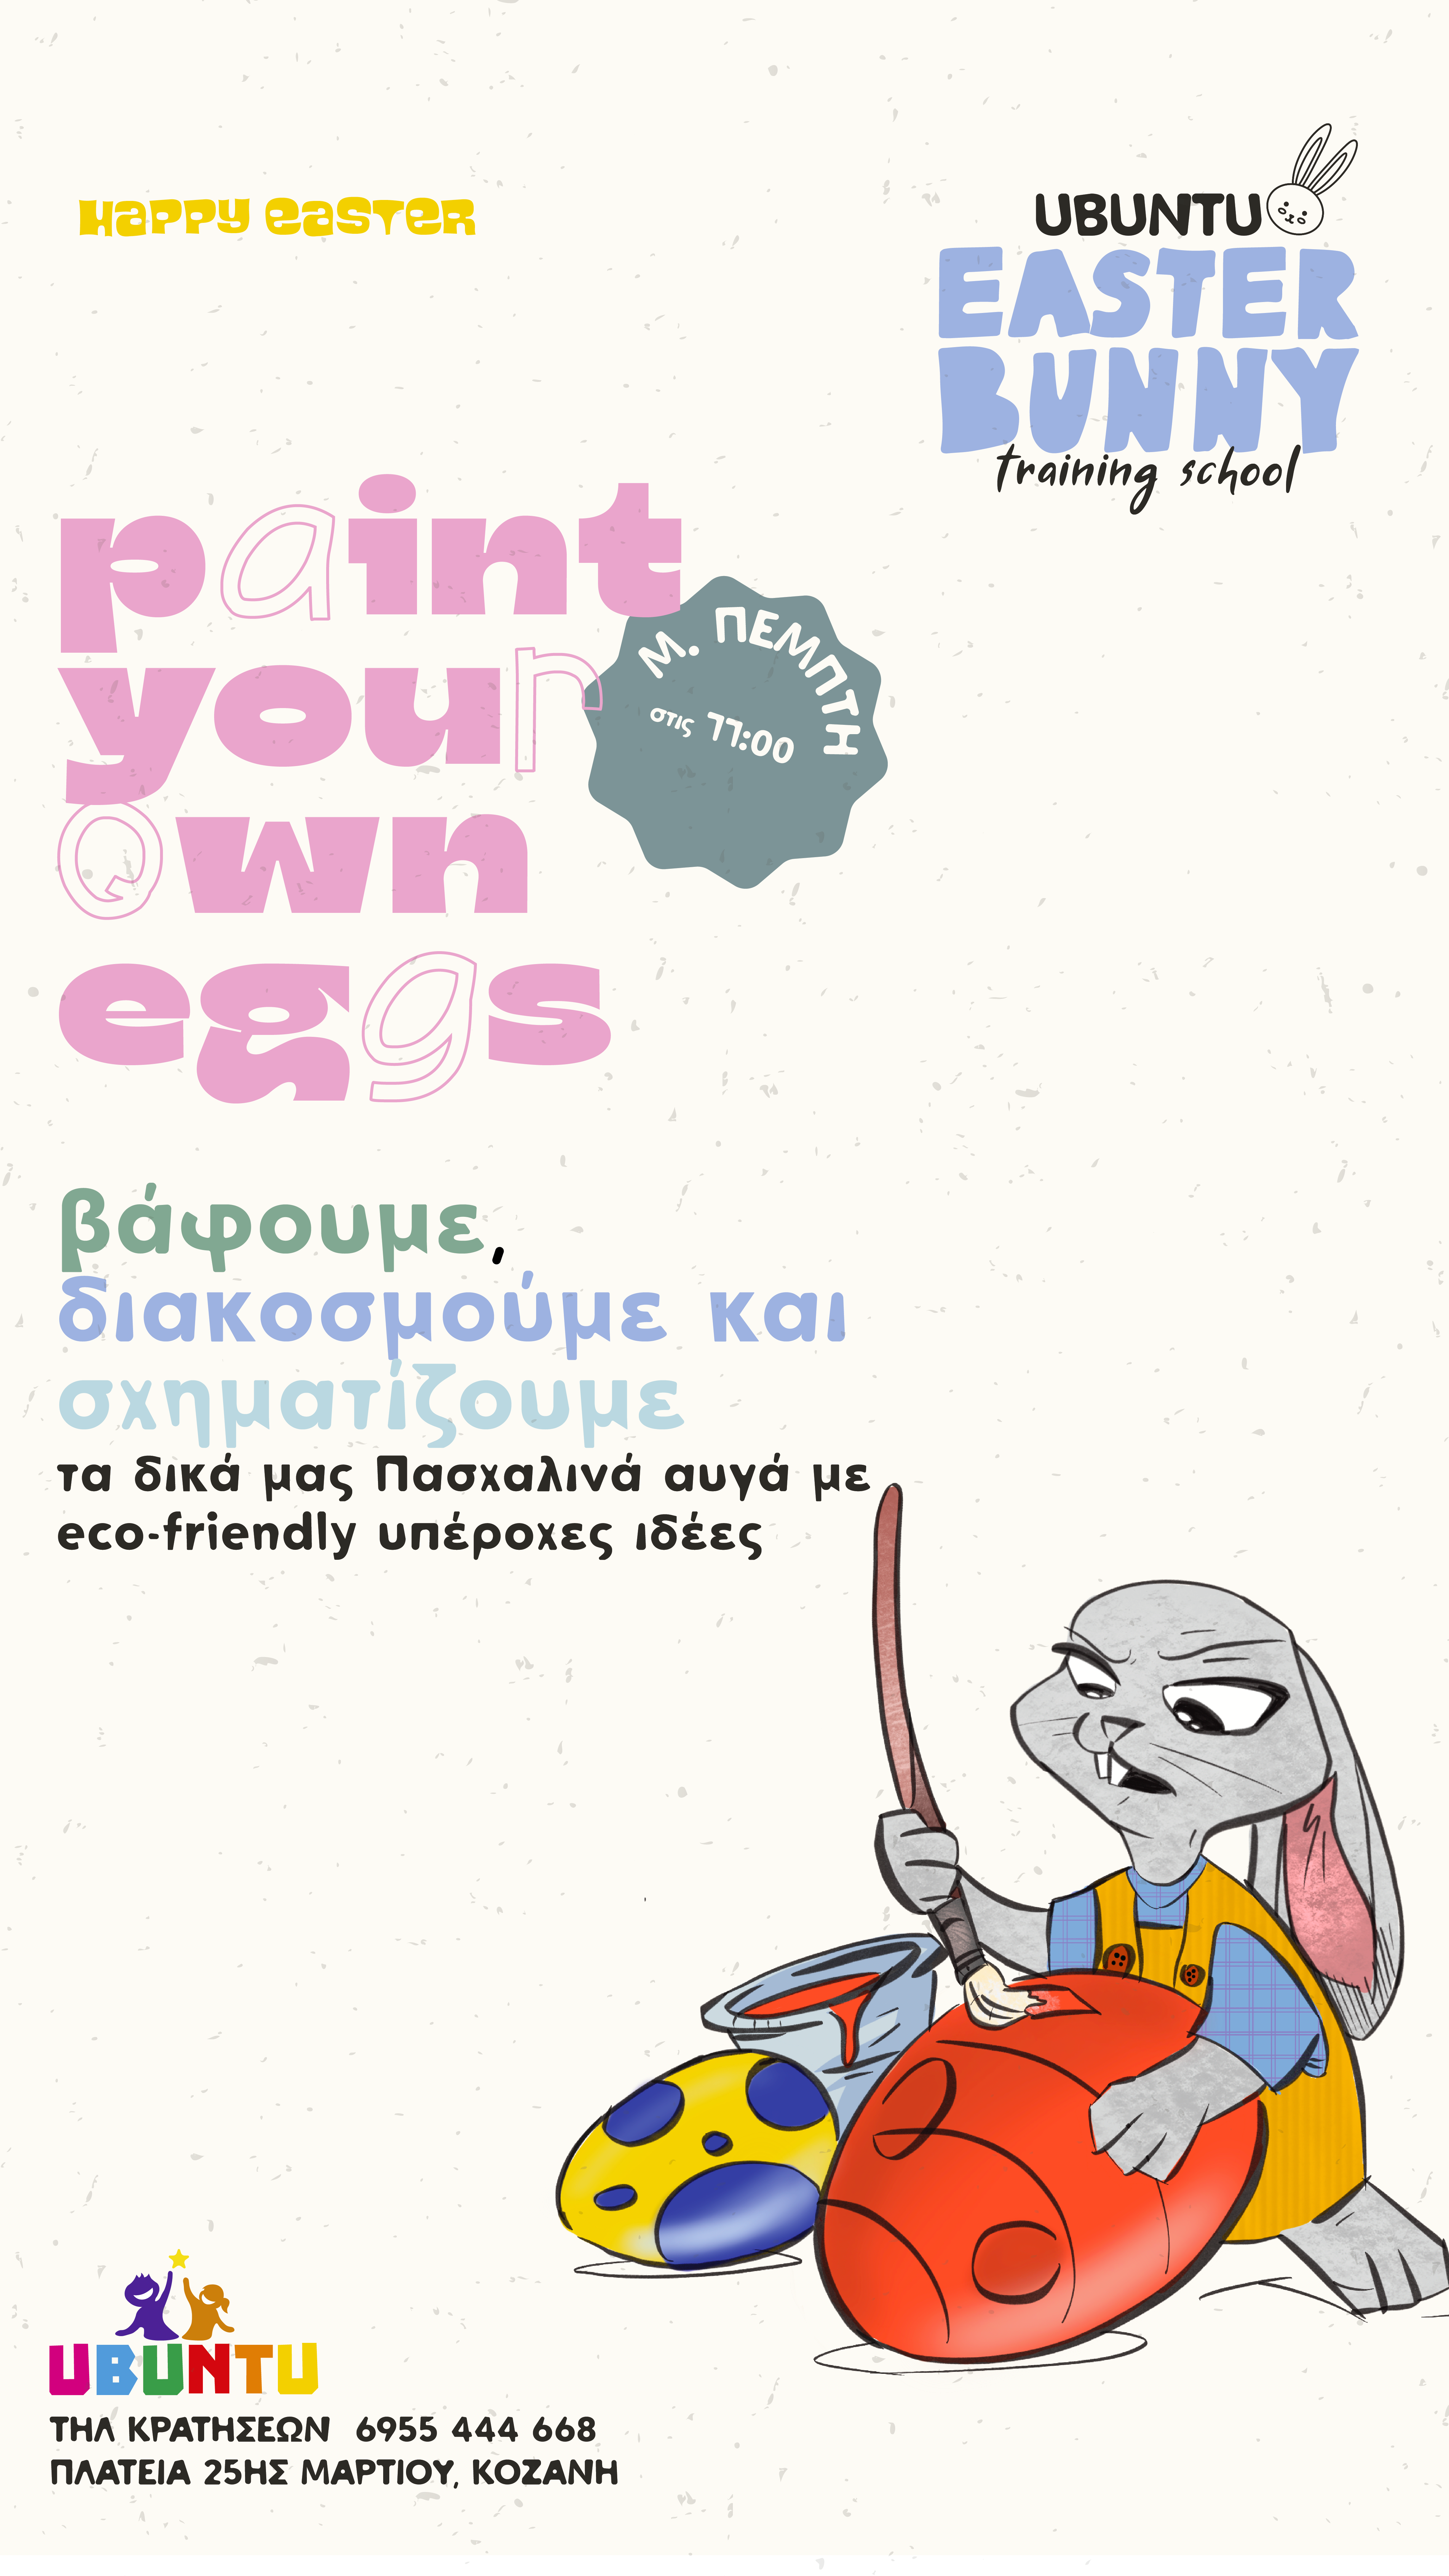 Happy easter
UBUNTU
EASTER
BUNNY
training school
paint
your
Own
eggs
Μ. ΠΕΜΠΤΗ
στις 11:00
βάφουμε,
διακοσμούμε και
σχηματίζουμε
τα δικά μας Πασχαλινά αυγά με
eco-friendly υπέροχες ιδέες
UBUNTU
ΤΗΛ ΚΡΑΤΗΣΕΩΝ 6955 444 668
ΠΛΑΤΕΙΑ 25ΗΣ ΜΑΡΤΙΟΥ, ΚΟΖΑΝΗ